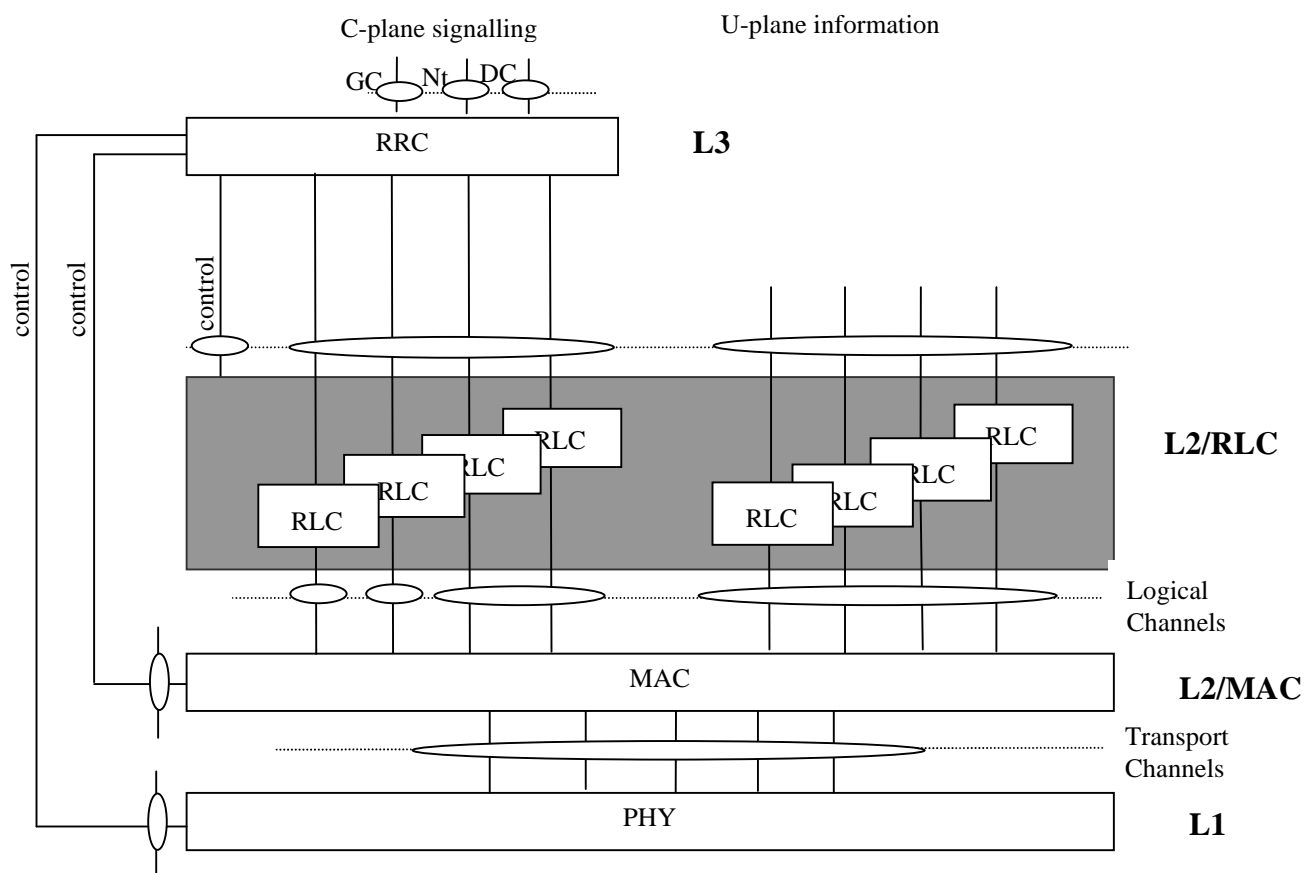 C-plane signalling
U-plane information
GC
Nt
DC
RRC
L3
control
control
control
RLC
RLC
RLC
RLC
RLC
RLC
RLC
RLC
L2/RLC
Logical
Channels
MAC
L2/MAC
Transport
Channels
PHY
L1